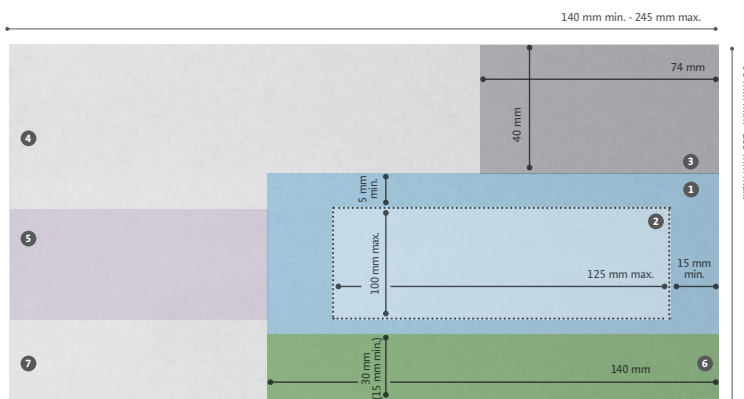 140 mm min. - 245 mm max.
74 mm
40 mm
4
3
1
5 mm
min.
2
5
100 mm max.
125 mm max.
15 mm
min.
7
30 mm
(15 mm min.)
140 mm
6